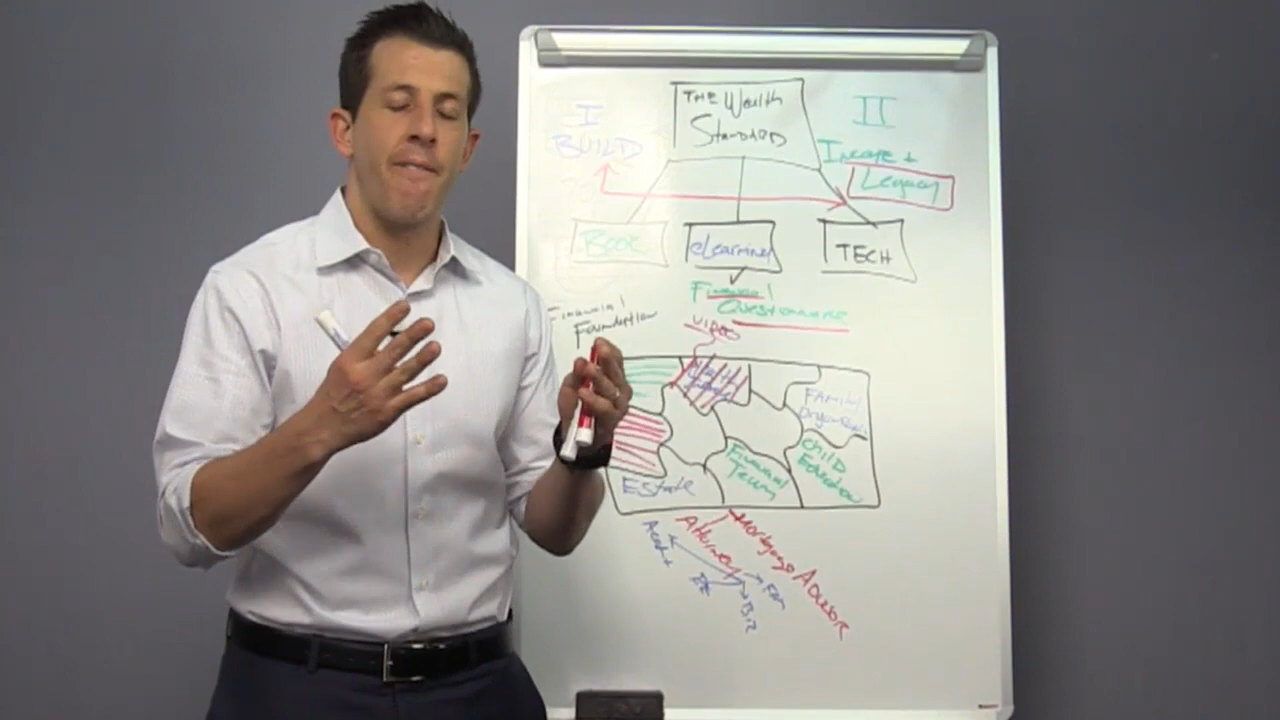 THE Wealth
Standard
I
BUILD
II
Income +
Legacy
Book
eLearning
TECH
Financial
Questionnaire
VIDEO
Financial
Foundation
FAMILY
Child
Education
Financial
Team
Estate
Attorney
Mortgage Advisor